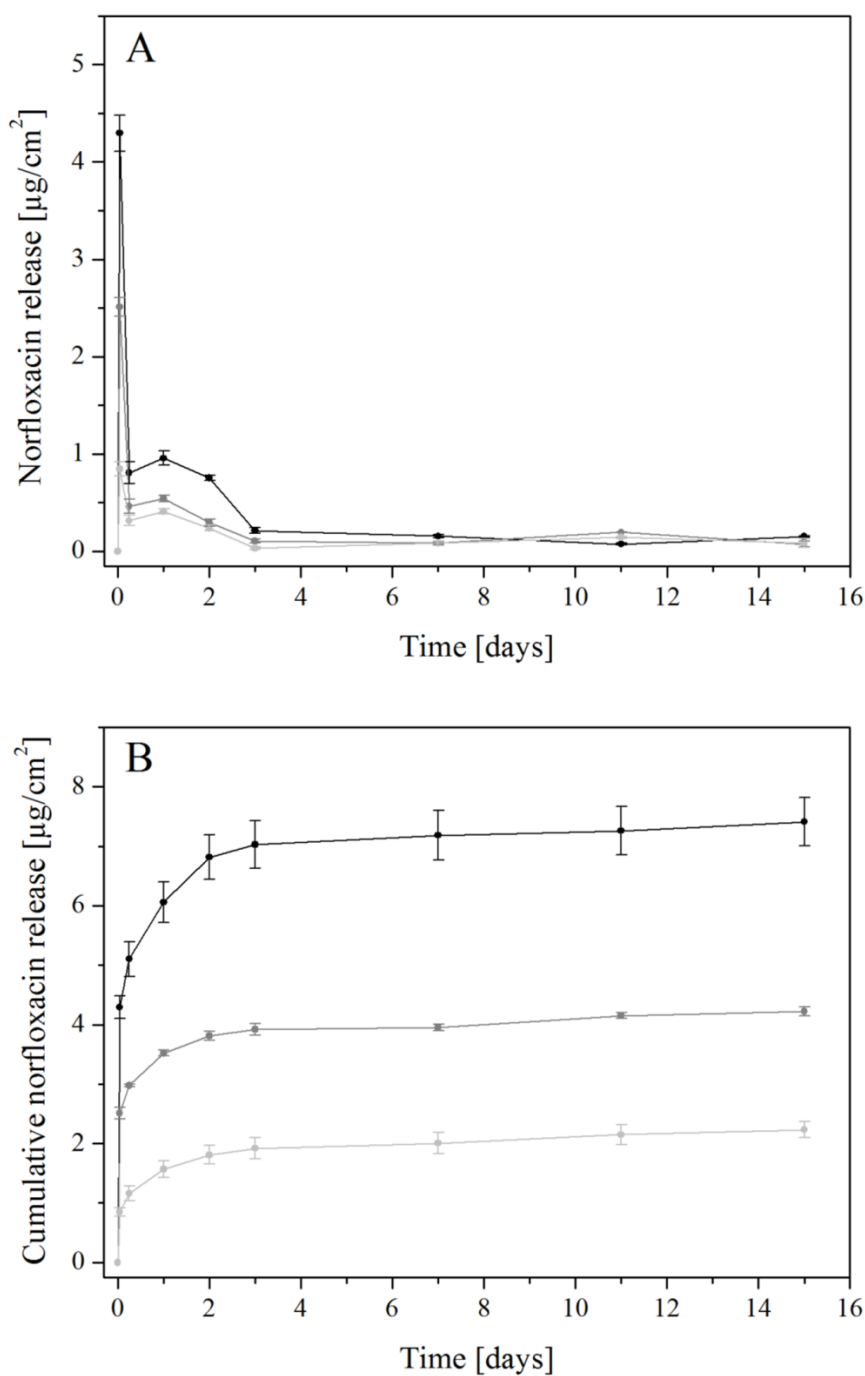 A
5
4
3
2
1
0
Norfloxacin release [µg/cm²]
0 2 4 6 8 10 12 14 16
Time [days]
B
8
6
4
2
0
Cumulative norfloxacin release [µg/cm²]
0 2 4 6 8 10 12 14 16
Time [days]